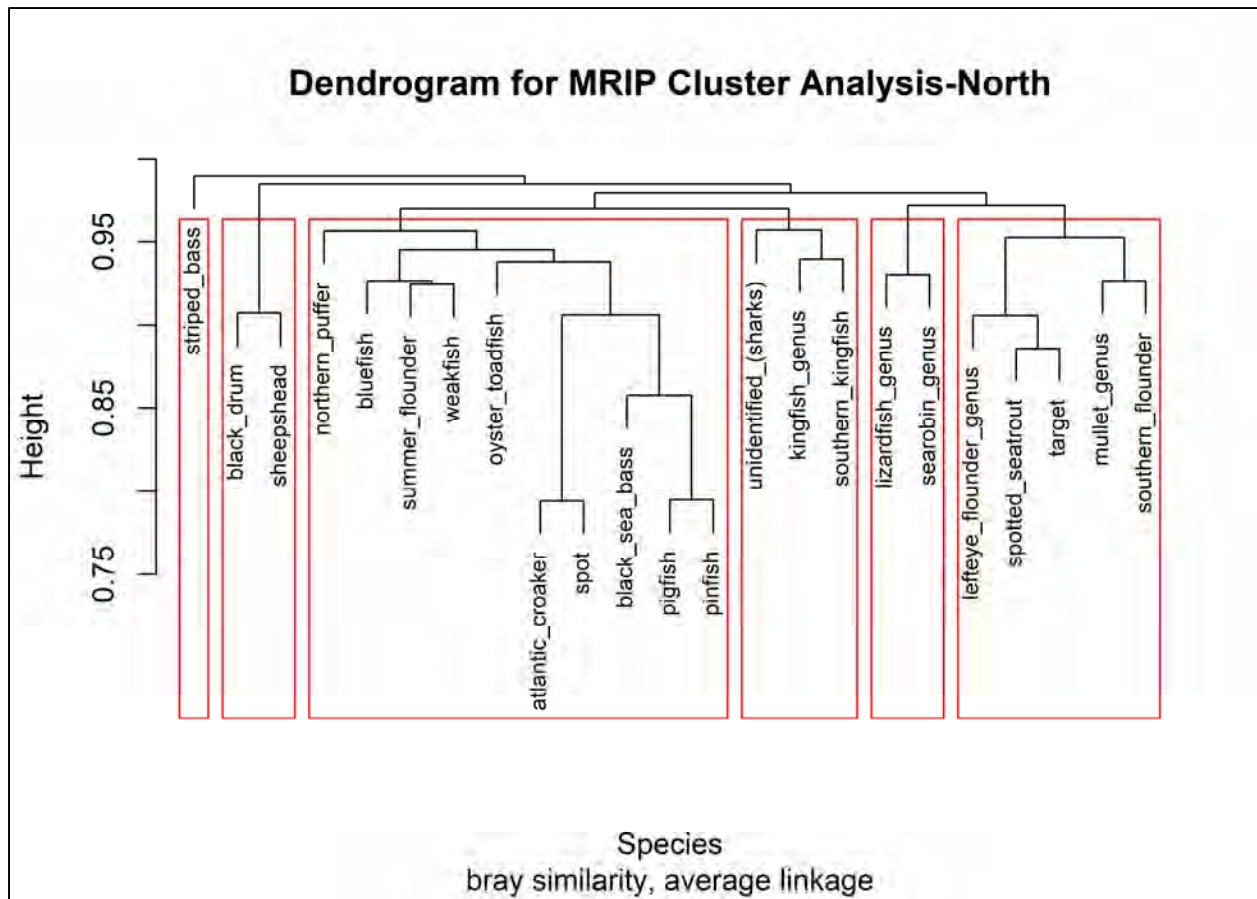 Dendrogram for MRIP Cluster Analysis-North
Height
0.95
0.85
0.75
striped_bass
black_drum
sheepshead
northern_puffer
bluefish
summer_flounder
weakfish
oyster_toadfish
atlantic_croaker
spot
black_sea_bass
pigfish
pinfish
unidentified_(sharks)
kingfish_genus
southern_kingfish
lizardfish_genus
searobin_genus
lefteye_flounder_genus
spotted_seatrout
target
mullet_genus
southern_flounder
Species
bray similarity, average linkage